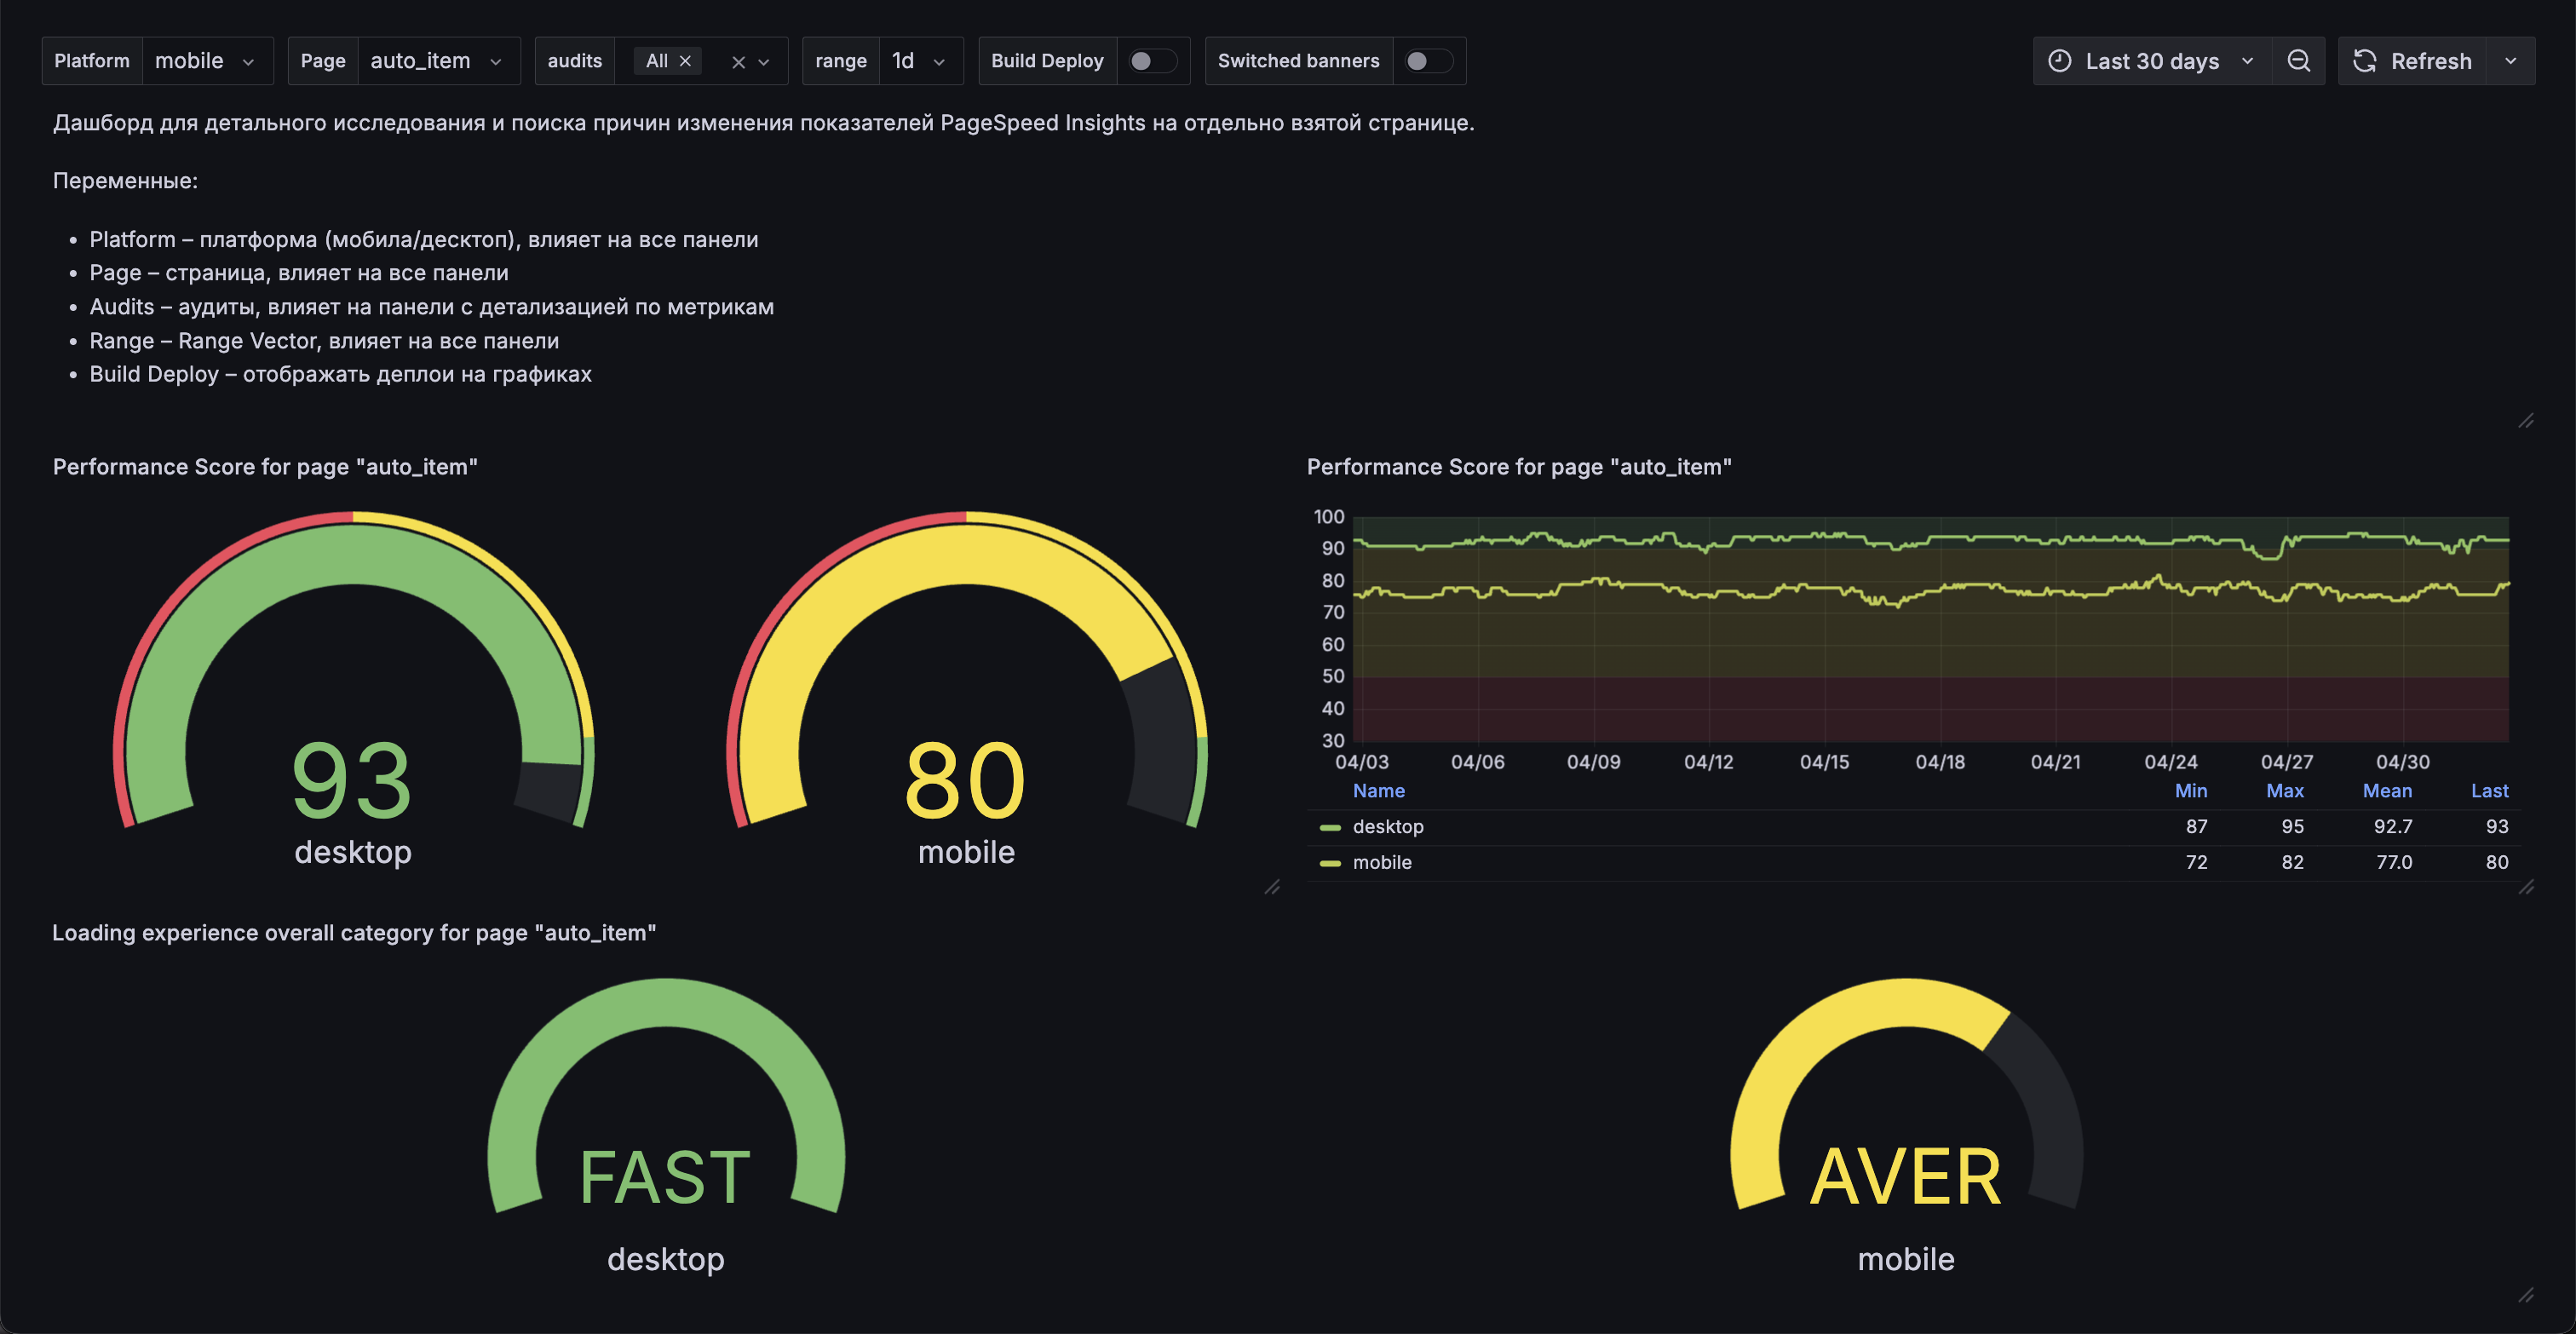 Platform mobile Page auto_item audits All range 1d Build Deploy Switched banners Last 30 days Refresh
Дашборд для детального исследования и поиска причин изменения показателей PageSpeed Insights на отдельно взятой странице.
Переменные:
• Platform – платформа (мобила/десктоп), влияет на все панели
• Page – страница, влияет на все панели
• Audits – аудиты, влияет на панели с детализацией по метрикам
• Range – Range Vector, влияет на все панели
• Build Deploy – отображать деплои на графиках
Performance Score for page "auto_item"
93
desktop
80
mobile
Performance Score for page "auto_item"
100
90
80
70
60
50
40
30
04/03 04/06 04/09 04/12 04/15 04/18 04/21 04/24 04/27 04/30
Name Min Max Mean Last
desktop 87 95 92.7 93
mobile 72 82 77.0 80
Loading experience overall category for page "auto_item"
FAST
desktop
AVER
mobile